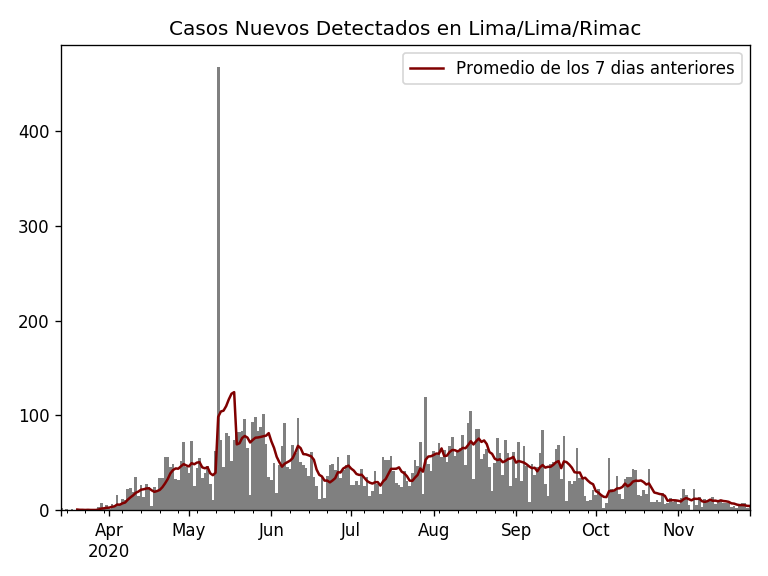 Casos Nuevos Detectados en Lima/Lima/Rimac
Promedio de los 7 dias anteriores
400
300
200
100
0
Apr May Jun Jul Aug Sep Oct Nov
2020